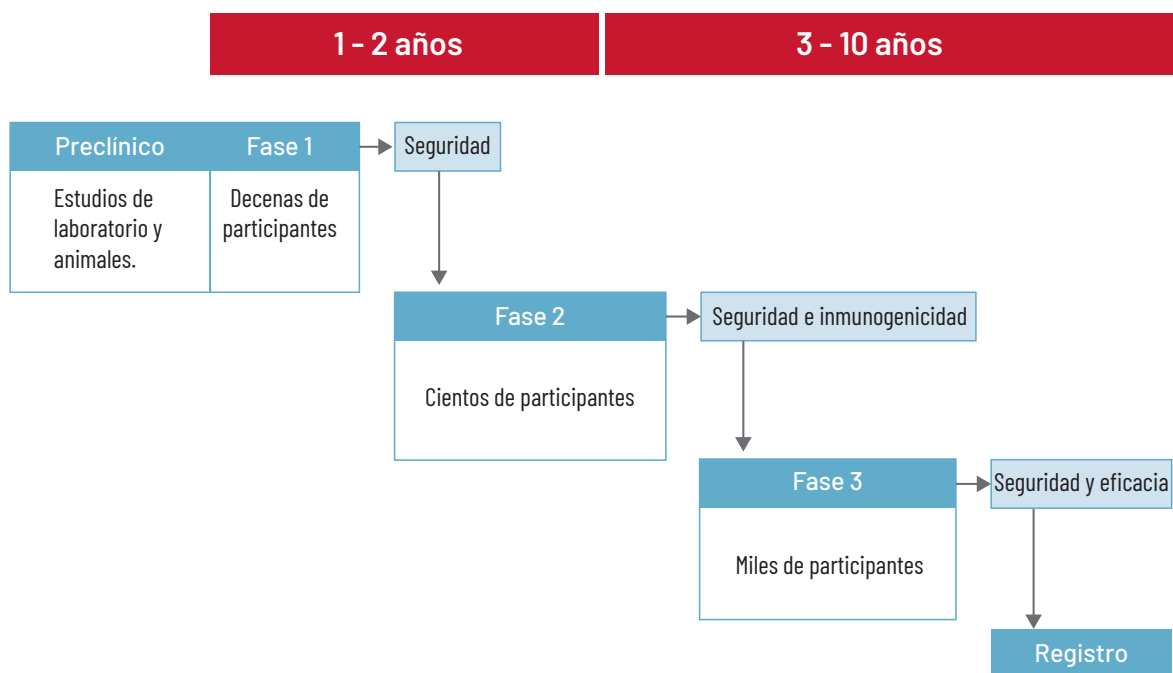 1 - 2 años
3 - 10 años
Preclínico
Fase 1
Seguridad
Estudios de
laboratorio y
animales.
Decenas de
participantes
Fase 2
Seguridad e inmunogenicidad
Cientos de participantes
Fase 3
Seguridad y eficacia
Miles de participantes
Registro